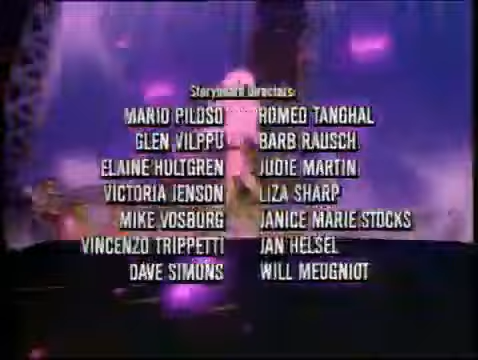 Storyboard Directors:
MARIO PILUSO ROMEO TANGHAL
GLEN VILPPU BARB RAUSCH
ELAINE HULTGREN JUDIE MARTIN
VICTORIA JENSON LIZA SHARP
MIKE VOSBURG JANICE MARIE STOCKS
VINCENZO TRIPPETTI JAN HELSEL
DAVE SIMONS WILL MEUGNIOT